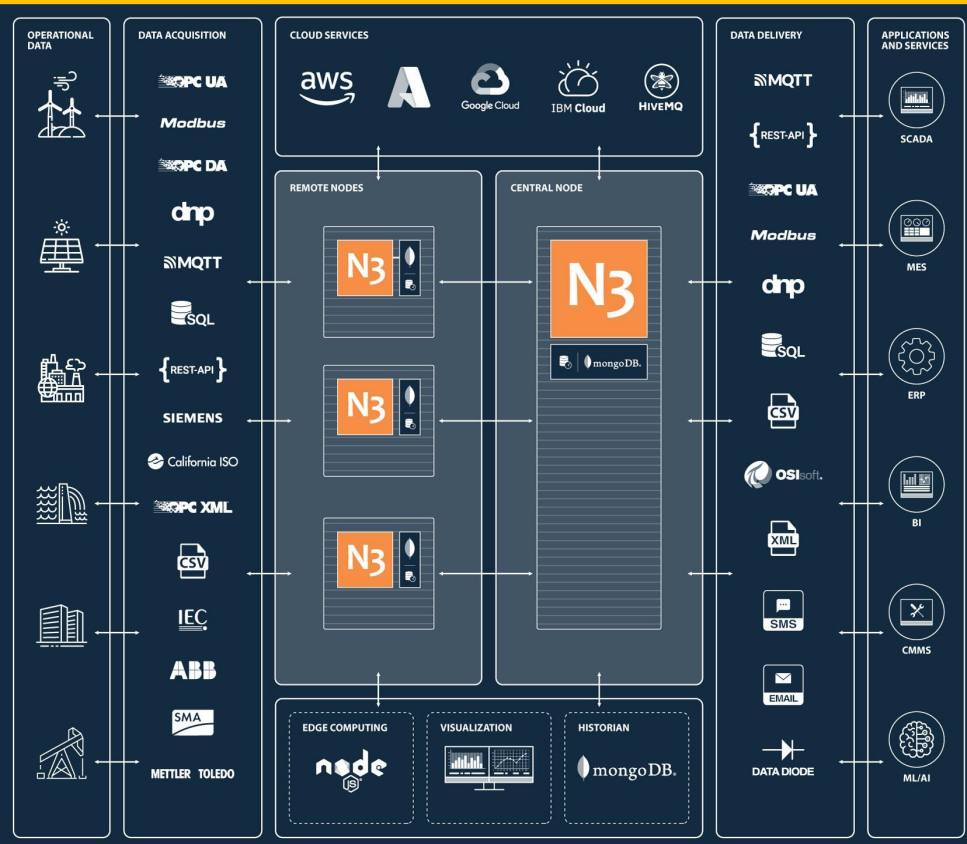 OPERATIONAL
DATA
DATA ACQUISITION
OPC UA
Modbus
OPC DA
dnp
MQTT
SQL
{REST-API}
SIEMENS
California ISO
OPC XML
CSV
IEC
ABB
SMA
METTLER TOLEDO
CLOUD SERVICES
aws
Google Cloud
IBM Cloud
HIVEMQ
REMOTE NODES
N3
N3
N3
CENTRAL NODE
N3
mongoDB.
EDGE COMPUTING
node
JS
VISUALIZATION
HISTORIAN
mongoDB.
DATA DELIVERY
MQTT
{REST-API}
OPC UA
Modbus
dnp
SQL
CSV
OSIsoft.
XML
SMS
EMAIL
DATA DIODE
APPLICATIONS
AND SERVICES
SCADA
MES
ERP
BI
CMMS
ML/AI